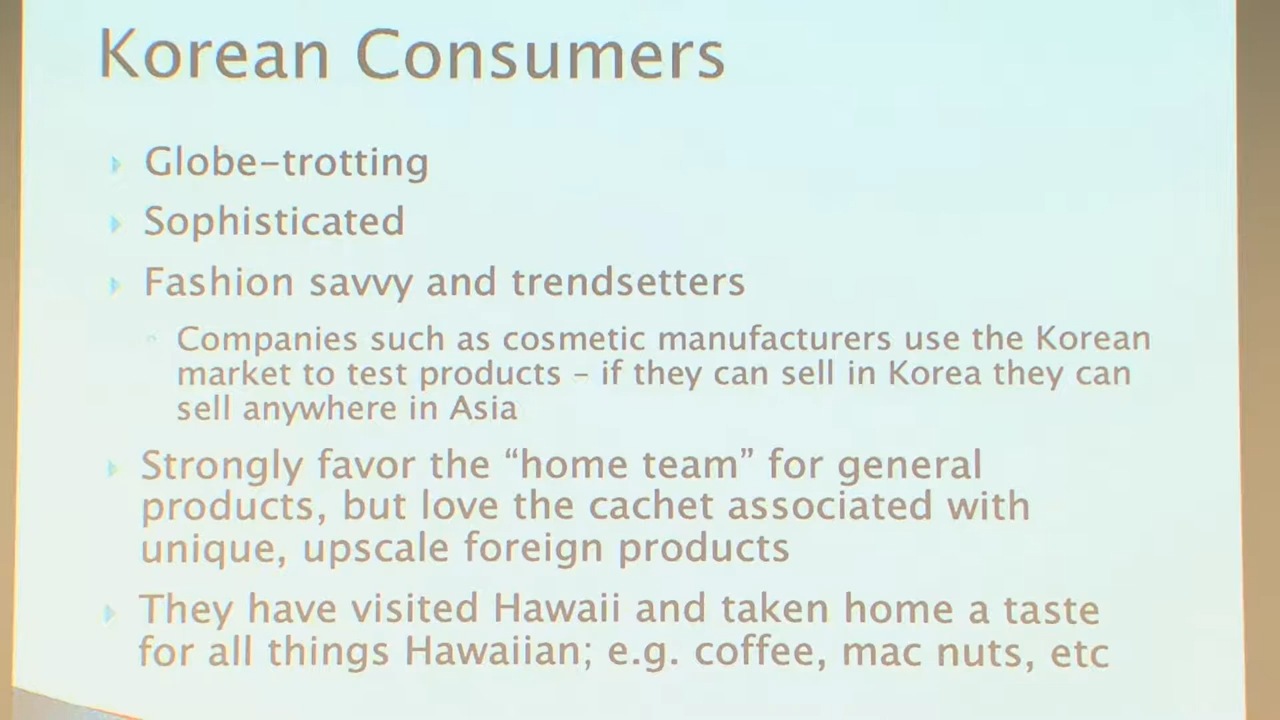 Korean Consumers
Globe-trotting
Sophisticated
Fashion savvy and trendsetters
Companies such as cosmetic manufacturers use the Korean
market to test products – if they can sell in Korea they can
sell anywhere in Asia
Strongly favor the “home team” for general
products, but love the cachet associated with
unique, upscale foreign products
They have visited Hawaii and taken home a taste
for all things Hawaiian; e.g. coffee, mac nuts, etc